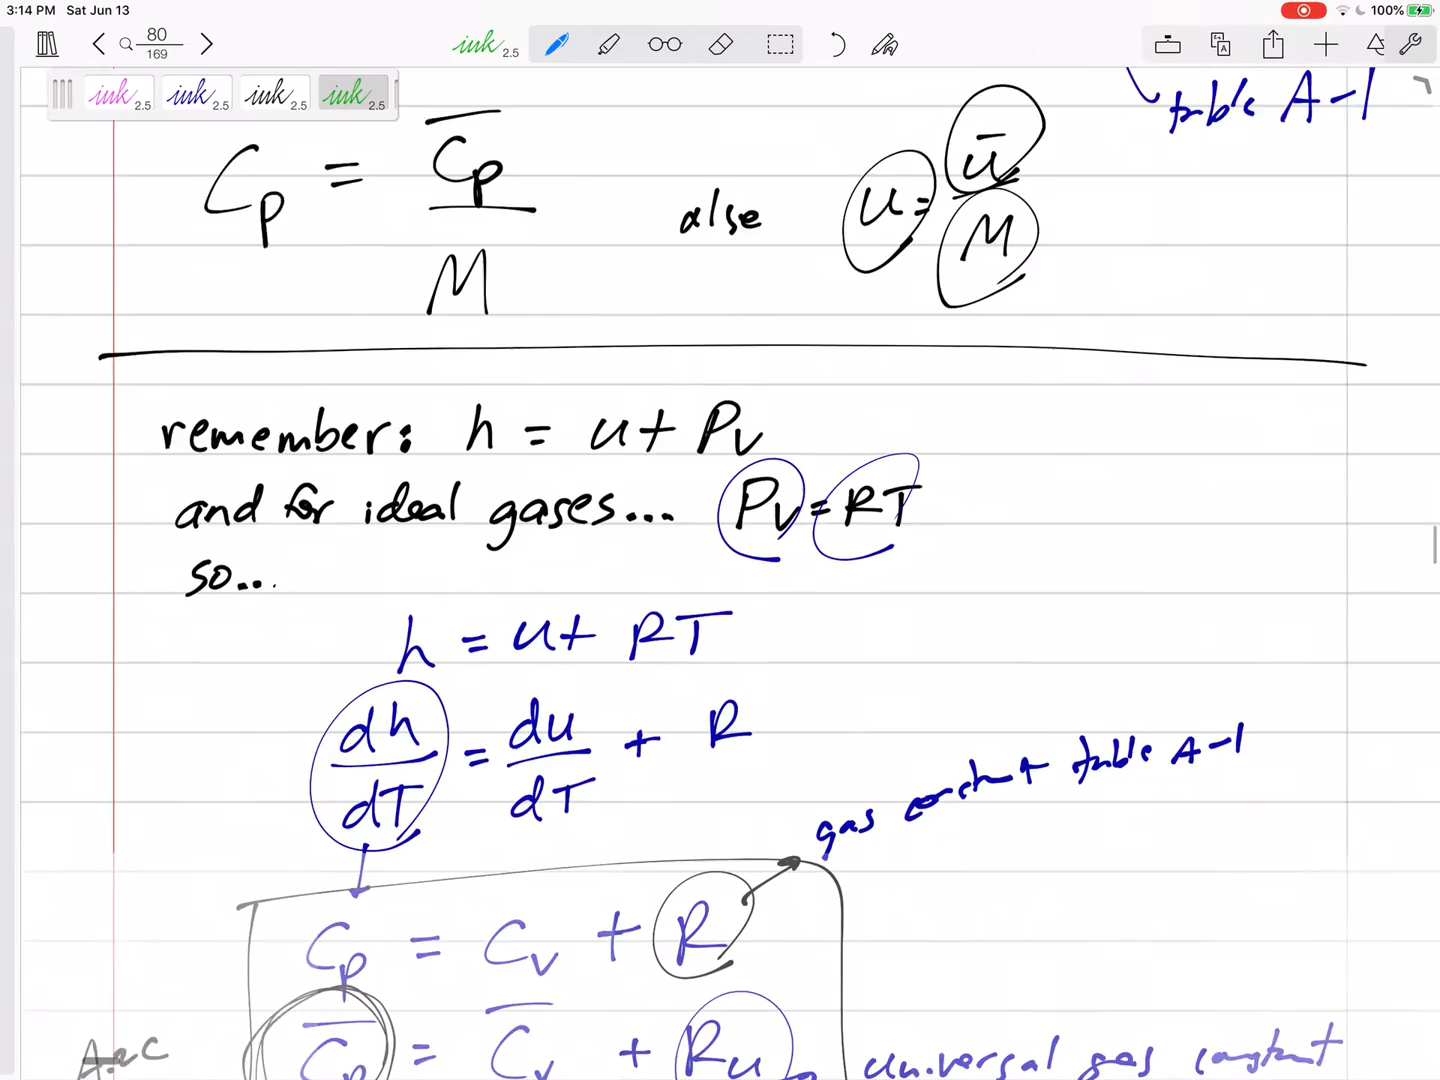 3:14 PM Sat Jun 13 100%
80
169
ink 2.5
ink 2.5 ink 2.5 ink 2.5 ink 2.5
table A-1
Cp = C̅p / M also u = u̅ / M
remember: h = u + Pv
and for ideal gases... Pv = RT
so...
h = u + RT
dh/dT = du/dT + R
gas constant table A-1
Cp = Cv + R
A-2C C̅p = C̅v + Ru universal gas constant